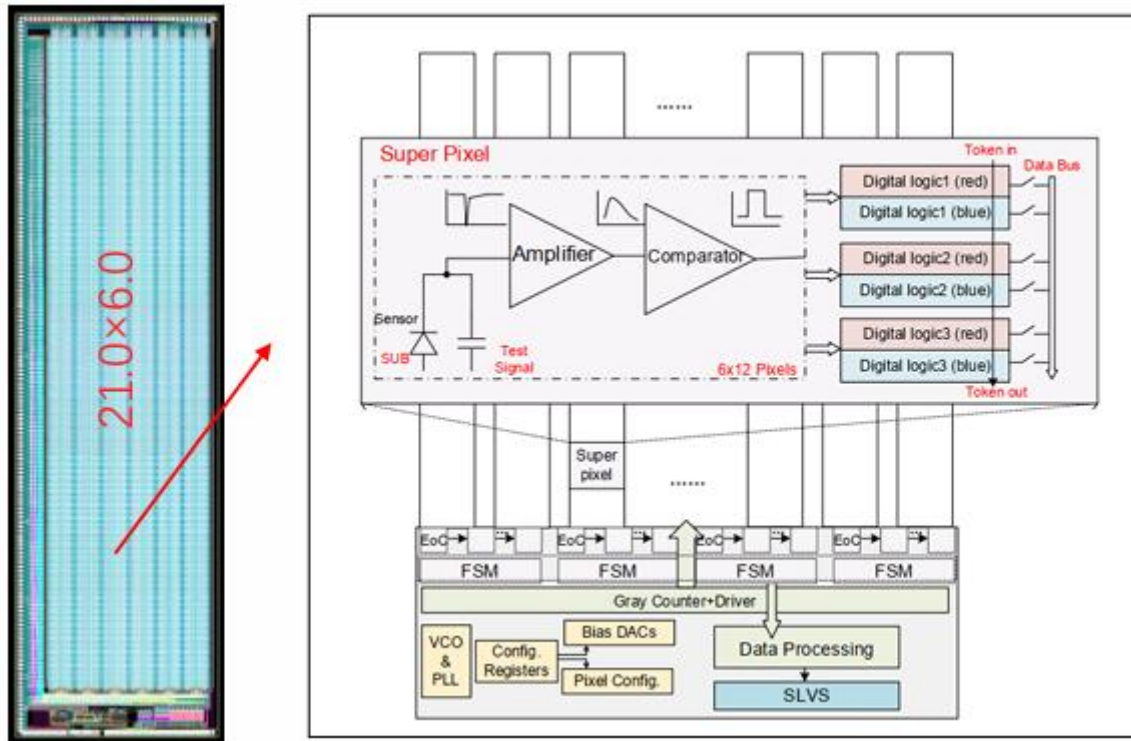 21.0×6.0
......
Super Pixel
Token in
Data Bus
Digital logic1 (red)
Digital logic1 (blue)
Amplifier
Comparator
Digital logic2 (red)
Digital logic2 (blue)
Sensor
SUB
Test
Signal
6x12 Pixels
Digital logic3 (red)
Digital logic3 (blue)
Token out
Super
pixel
......
EoC
EoC
EoC
EoC
FSM
FSM
FSM
FSM
Gray Counter+Driver
VCO
&
PLL
Config.
Registers
Bias DACs
Pixel Config.
Data Processing
SLVS